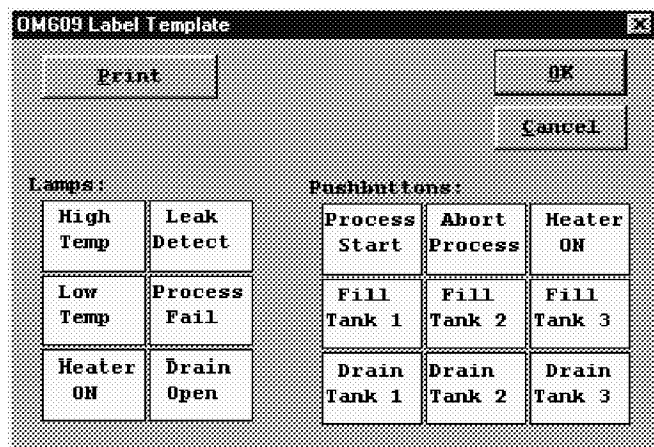 OM609 Label Template
Print
OK
Cancel
Lamps:
High
Temp
Leak
Detect
Low
Temp
Process
Fail
Heater
ON
Drain
Open
Pushbuttons:
Process
Start
Abort
Process
Heater
ON
Fill
Tank 1
Fill
Tank 2
Fill
Tank 3
Drain
Tank 1
Drain
Tank 2
Drain
Tank 3